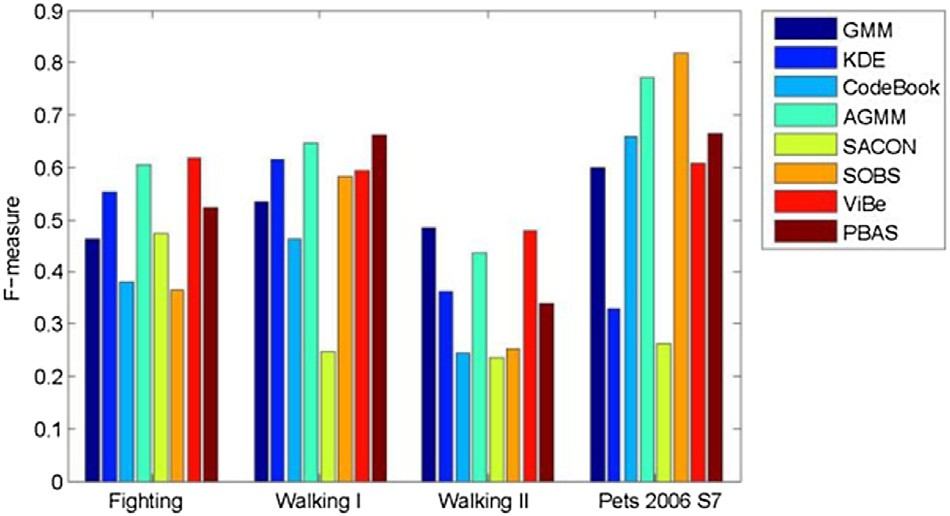 F-measure
0.9
0.8
0.7
0.6
0.5
0.4
0.3
0.2
0.1
0
Fighting
Walking I
Walking II
Pets 2006 S7
GMM
KDE
CodeBook
AGMM
SACON
SOBS
ViBe
PBAS